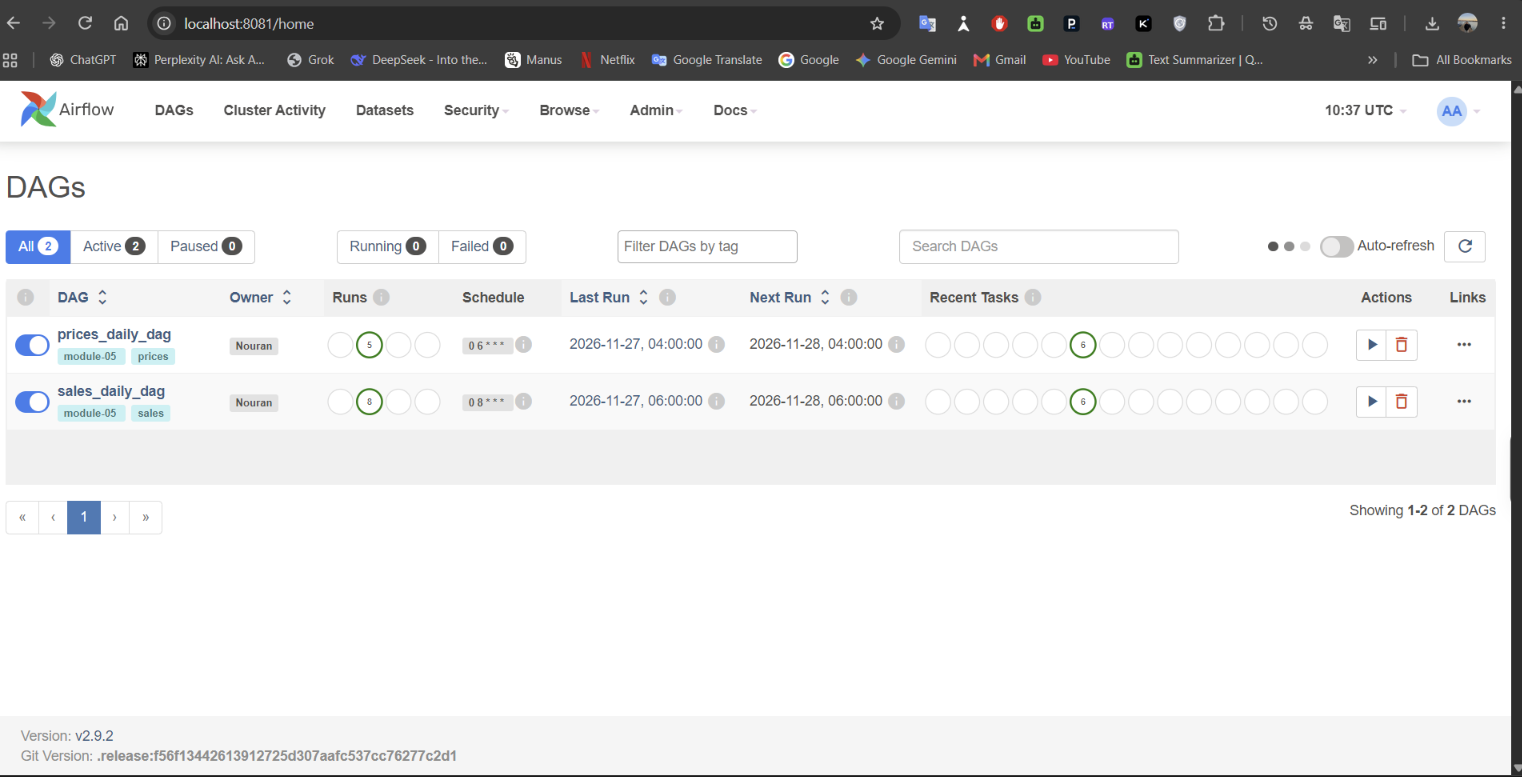 localhost:8081/home
ChatGPT Perplexity AI: Ask A... Grok DeepSeek - Into the... Manus Netflix Google Translate Google Google Gemini Gmail YouTube Text Summarizer | Q... » All Bookmarks
Airflow DAGs Cluster Activity Datasets Security Browse Admin Docs 10:37 UTC AA
DAGs
All 2 Active 2 Paused 0 Running 0 Failed 0 Filter DAGs by tag Search DAGs Auto-refresh
DAG Owner Runs Schedule Last Run Next Run Recent Tasks Actions Links
prices_daily_dag
Nouran 5 0 6 * * * 2026-11-27, 04:00:00 2026-11-28, 04:00:00 6
module-05 prices
sales_daily_dag
Nouran 8 0 8 * * * 2026-11-27, 06:00:00 2026-11-28, 06:00:00 6
module-05 sales
« ‹ 1 › » Showing 1-2 of 2 DAGs
Version: v2.9.2
Git Version: .release:f56f13442613912725d307aafc537cc76277c2d1